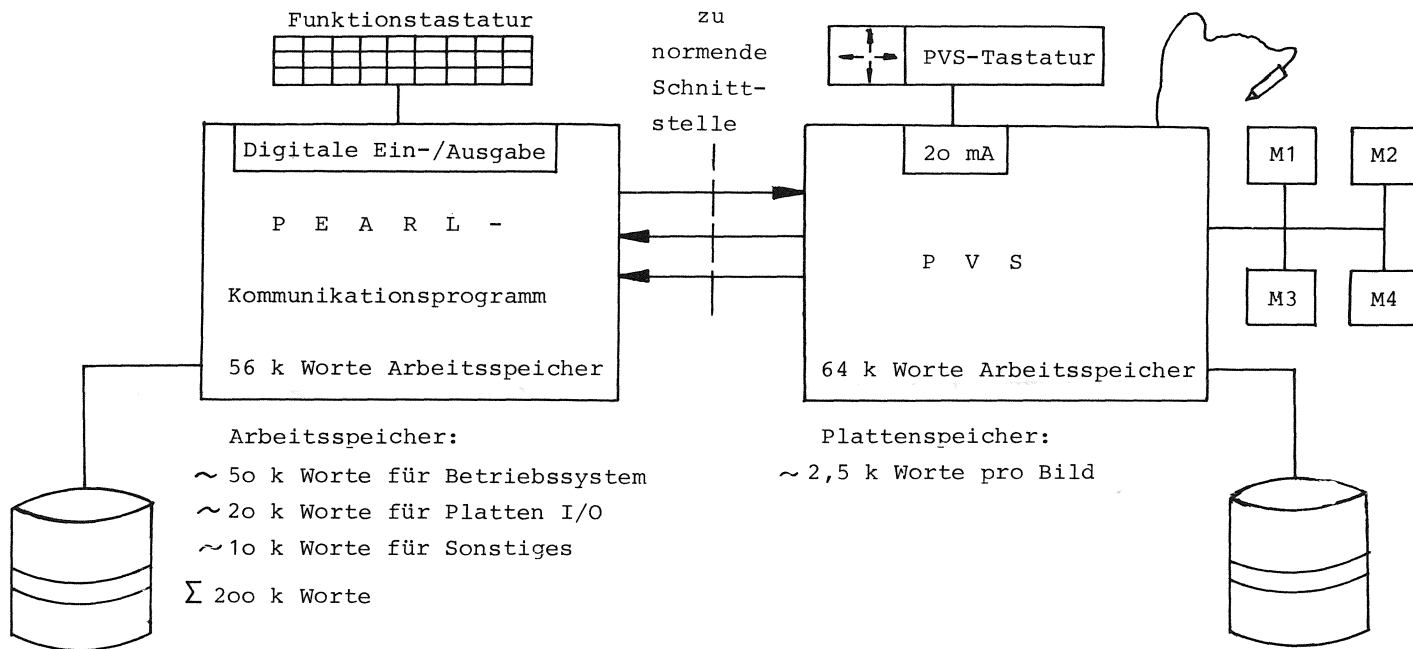 Funktionstastatur
Digitale Ein-/Ausgabe
P E A R L -
Kommunikationsprogramm
56 k Worte Arbeitsspeicher
Arbeitsspeicher:
~ 5o k Worte für Betriebssystem
~ 2o k Worte für Platten I/O
~ 1o k Worte für Sonstiges
Σ 2oo k Worte
zu
normende
Schnitt-
stelle
PVS-Tastatur
2o mA
P V S
64 k Worte Arbeitsspeicher
Plattenspeicher:
~ 2,5 k Worte pro Bild
M1
M2
M3
M4